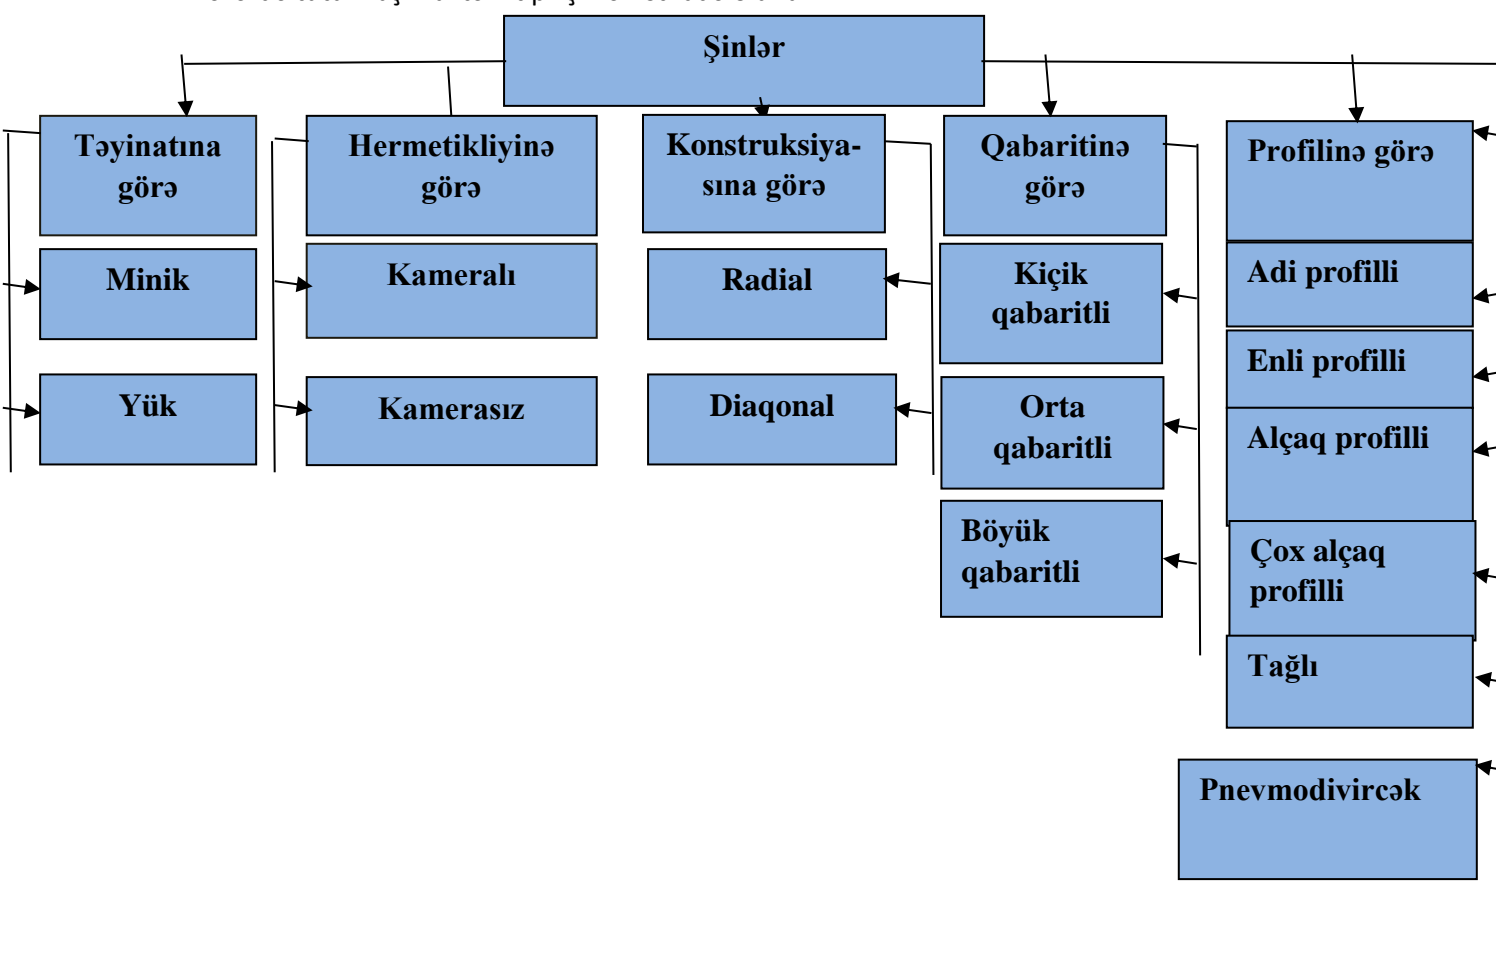 Şinlər
Təyinatına
görə
Minik
Yük
Hermetikliyinə
görə
Kameralı
Kamerasız
Konstruksiya-
sına görə
Radial
Diaqonal
Qabaritinə
görə
Kiçik
qabaritli
Orta
qabaritli
Böyük
qabaritli
Profilinə görə
Adi profilli
Enli profilli
Alçaq profilli
Çox alçaq
profilli
Tağlı
Pnevmodivircək